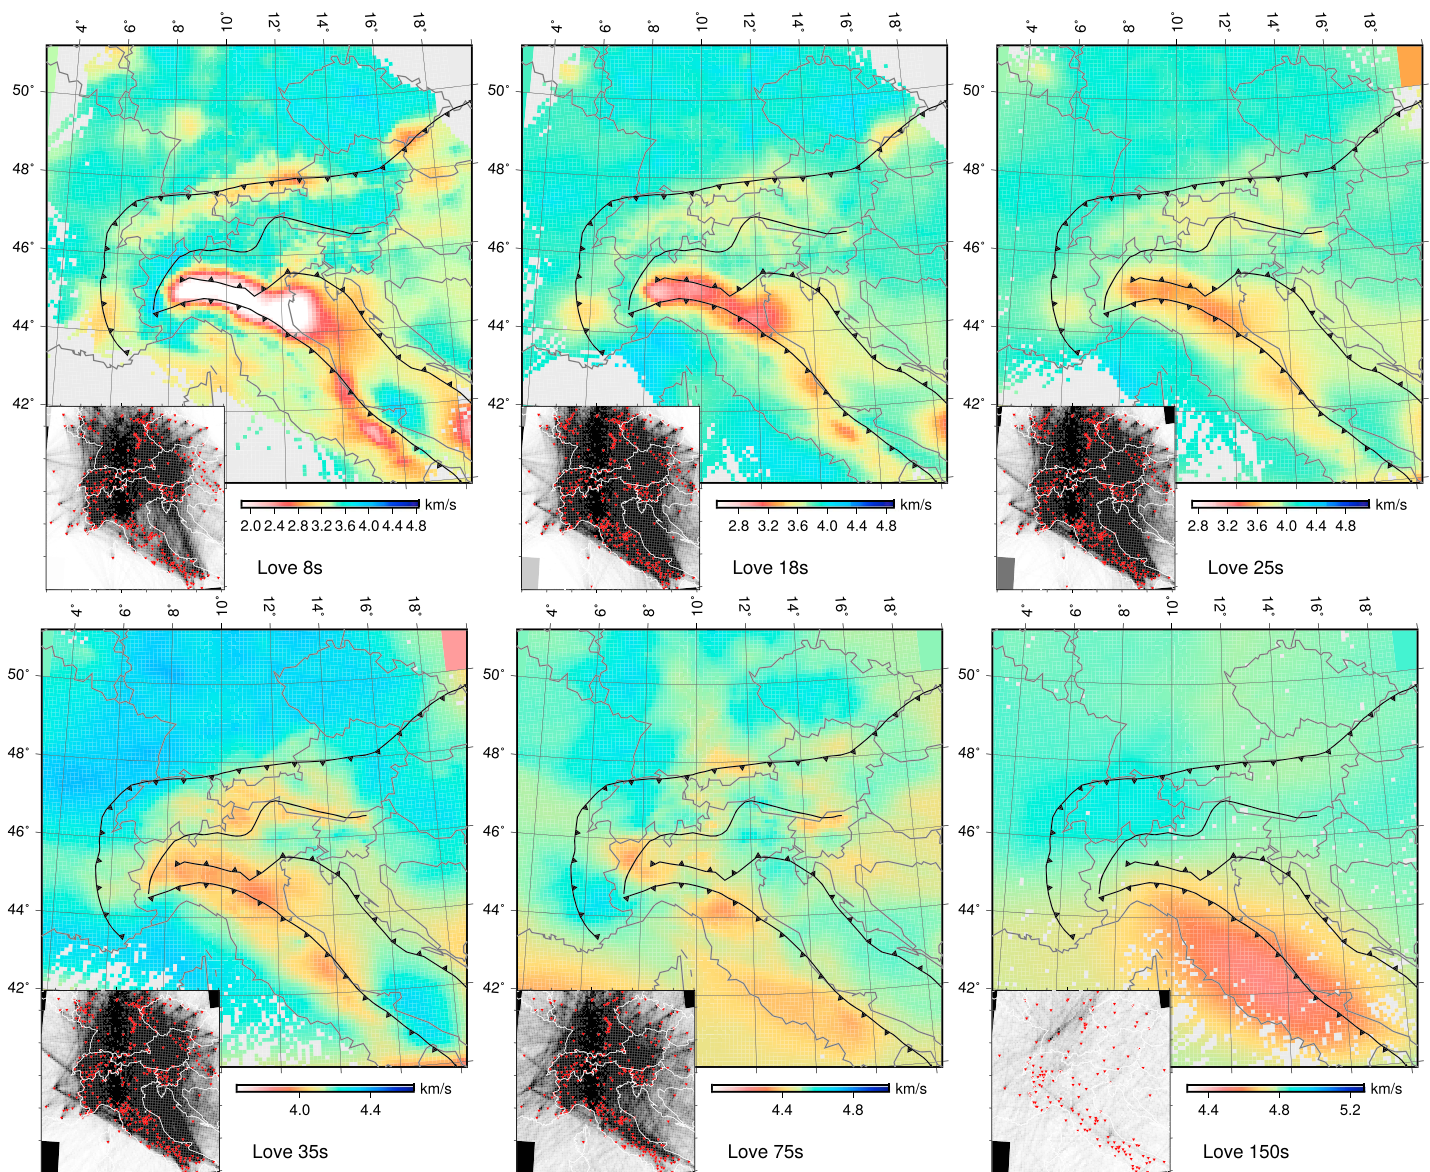 4° 6° 8° 10° 12° 14° 16° 18°
4° 6° 8° 10° 12° 14° 16° 18°
4° 6° 8° 10° 12° 14° 16° 18°
50° 50° 50°
48° 48° 48°
46° 46° 46°
44° 44° 44°
42° 42° 42°
km/s km/s km/s
2.0 2.4 2.8 3.2 3.6 4.0 4.4 4.8
2.8 3.2 3.6 4.0 4.4 4.8
2.8 3.2 3.6 4.0 4.4 4.8
Love 8s
Love 18s
Love 25s
4° 6° 8° 10° 12° 14° 16° 18°
4° 6° 8° 10° 12° 14° 16° 18°
4° 6° 8° 10° 12° 14° 16° 18°
50° 50° 50°
48° 48° 48°
46° 46° 46°
44° 44° 44°
42° 42° 42°
km/s km/s km/s
4.0 4.4
4.4 4.8
4.4 4.8 5.2
Love 35s
Love 75s
Love 150s